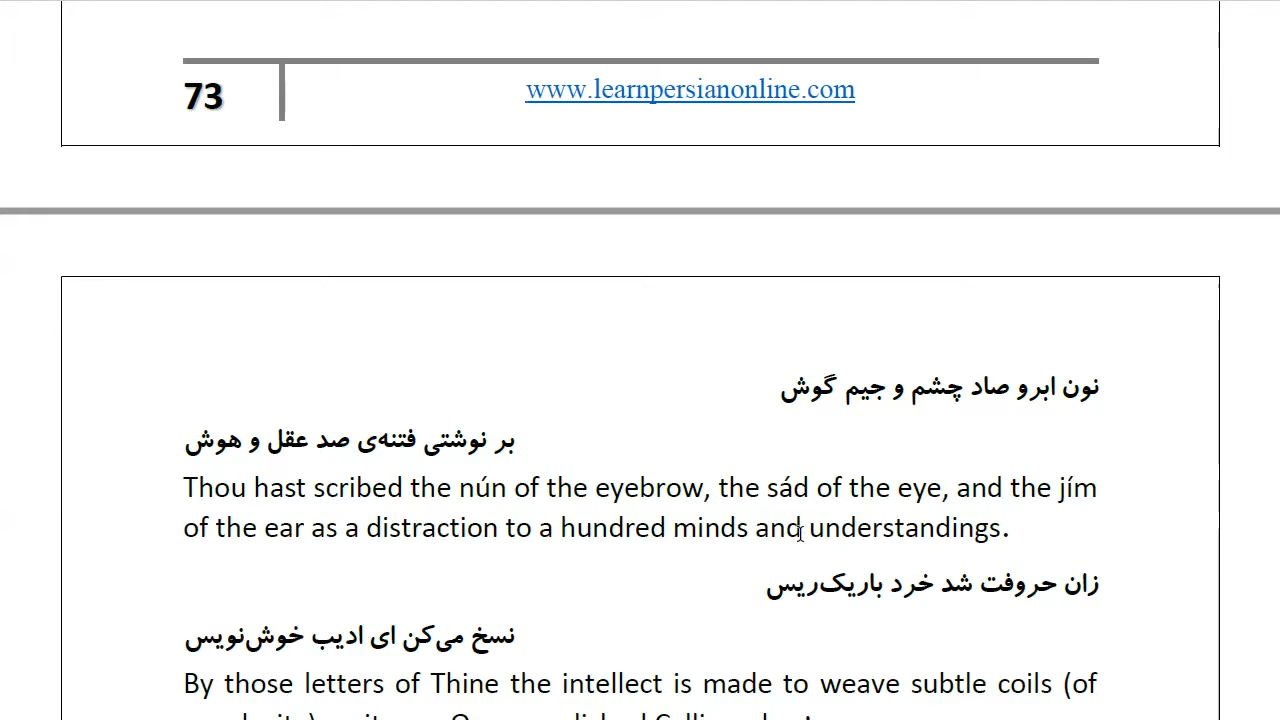 73
www.learnpersianonline.com
نون ابرو صاد چشم و جیم گوش
بر نوشتی فتنه‌ی صد عقل و هوش
Thou hast scribed the nún of the eyebrow, the sád of the eye, and the jím
of the ear as a distraction to a hundred minds and understandings.
زان حروفت شد خرد باریک‌ریس
نسخ می‌کن ای ادیب خوش‌نویس
By those letters of Thine the intellect is made to weave subtle coils (of